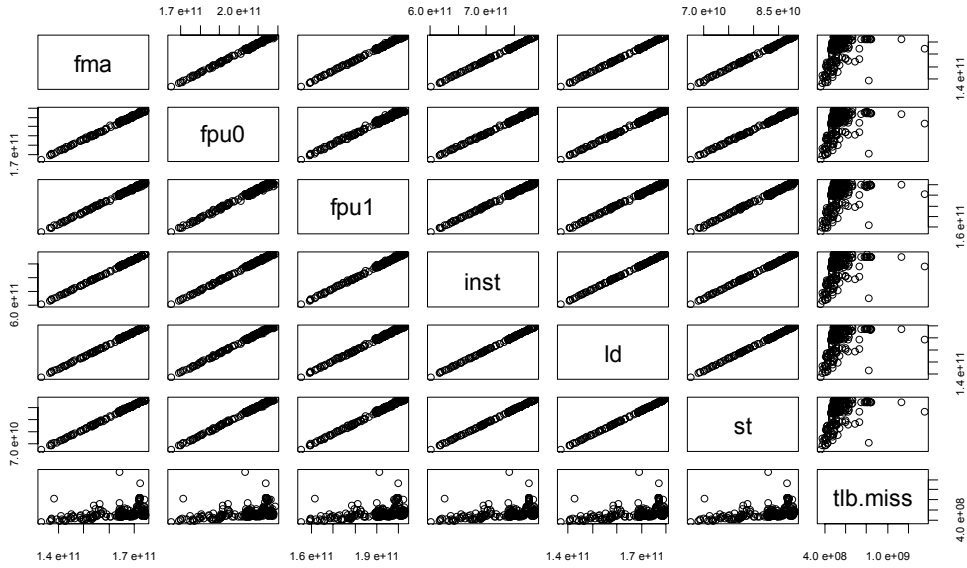 1.7 e+11 2.0 e+11
6.0 e+11 7.0 e+11
7.0 e+10 8.5 e+10
fma
1.4 e+11
1.7 e+11
fpu0
fpu1
1.6 e+11
6.0 e+11
inst
ld
1.4 e+11
7.0 e+10
st
tlb.miss
4.0 e+08
1.4 e+11 1.7 e+11
1.6 e+11 1.9 e+11
1.4 e+11 1.7 e+11
4.0 e+08 1.0 e+09